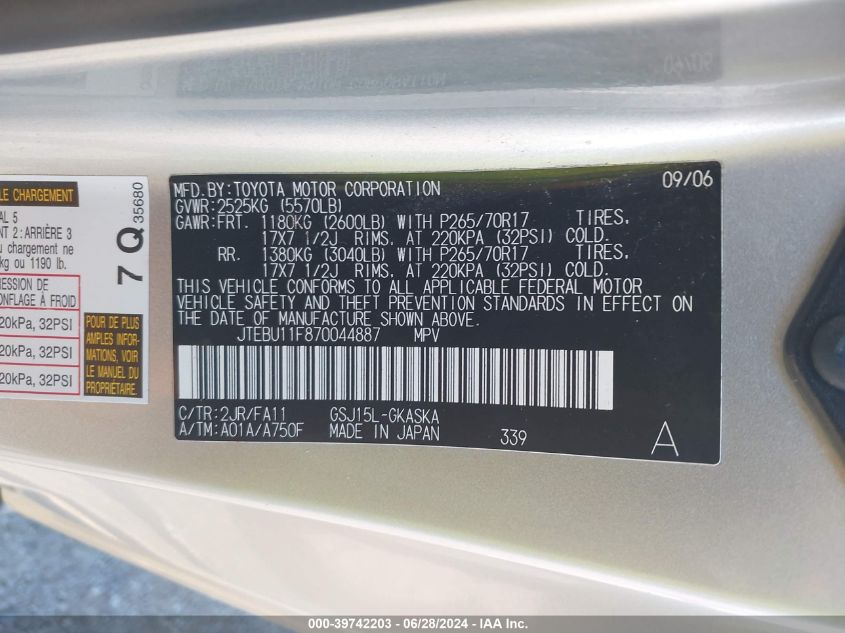 LE CHARGEMENT
AL 5
NT 2: ARRIÈRE 3
u chargement ne
kg ou 1190 lb.
RESSION DE
ONFLAGE À FROID
20kPa, 32PSI
20kPa, 32PSI
20kPa, 32PSI
7 Q 35680
POUR DE PLUS
AMPLES INFOR-
MATIONS, VOIR
LE MANUEL DU
PROPRIÉTAIRE.
MFD.BY:TOYOTA MOTOR CORPORATION 09/06
GVWR:2525KG (5570LB)
GAWR:FRT. 1180KG (2600LB) WITH P265/70R17 TIRES.
17X7 1/2J RIMS. AT 220KPA (32PSI) COLD.
RR. 1380KG (3040LB) WITH P265/70R17 TIRES.
17X7 1/2J RIMS. AT 220KPA (32PSI) COLD.
THIS VEHICLE CONFORMS TO ALL APPLICABLE FEDERAL MOTOR
VEHICLE SAFETY AND THEFT PREVENTION STANDARDS IN EFFECT ON
THE DATE OF MANUFACTURE SHOWN ABOVE.
JTEBU11F870044887 MPV
C/TR:2JR/FA11 GSJ15L-GKASKA
A/TM:A01A/A750F MADE IN JAPAN 339 A
000-39742203 - 06/28/2024 - IAA Inc.